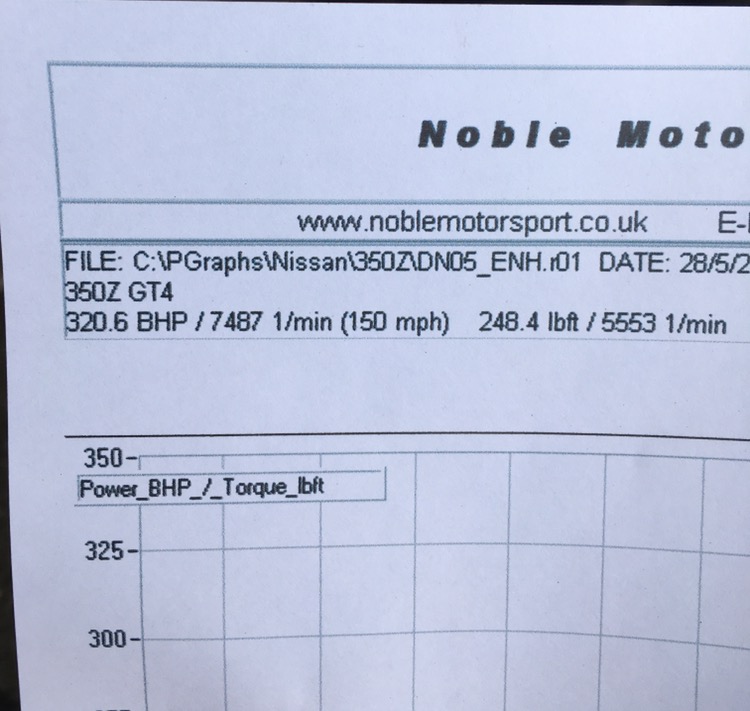 Noble Moto
www.noblemotorsport.co.uk E-
FILE: C:\PGraphs\Nissan\350Z\DN05_ENH.r01 DATE: 28/5/2
350Z GT4
320.6 BHP / 7487 1/min (150 mph) 248.4 lbft / 5553 1/min
350
Power_BHP_/_Torque_lbft
325
300